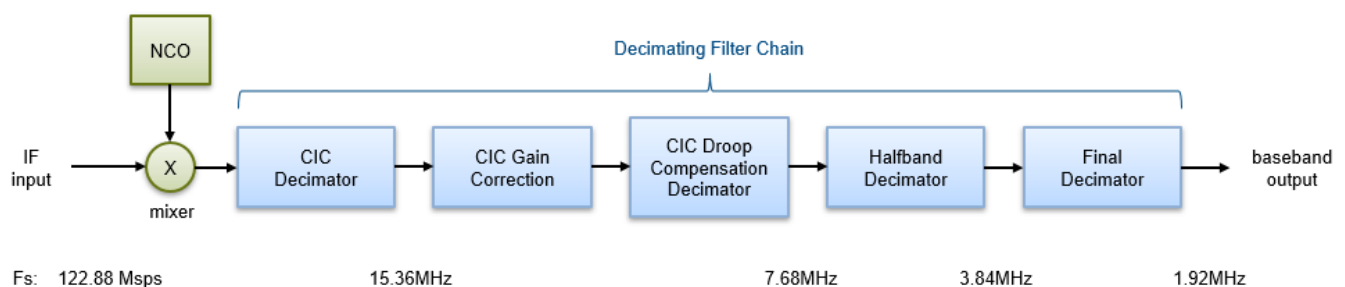 NCO
Decimating Filter Chain
IF
input
X
mixer
CIC
Decimator
CIC Gain
Correction
CIC Droop
Compensation
Decimator
Halfband
Decimator
Final
Decimator
baseband
output
Fs: 122.88 Msps 15.36MHz 7.68MHz 3.84MHz 1.92MHz